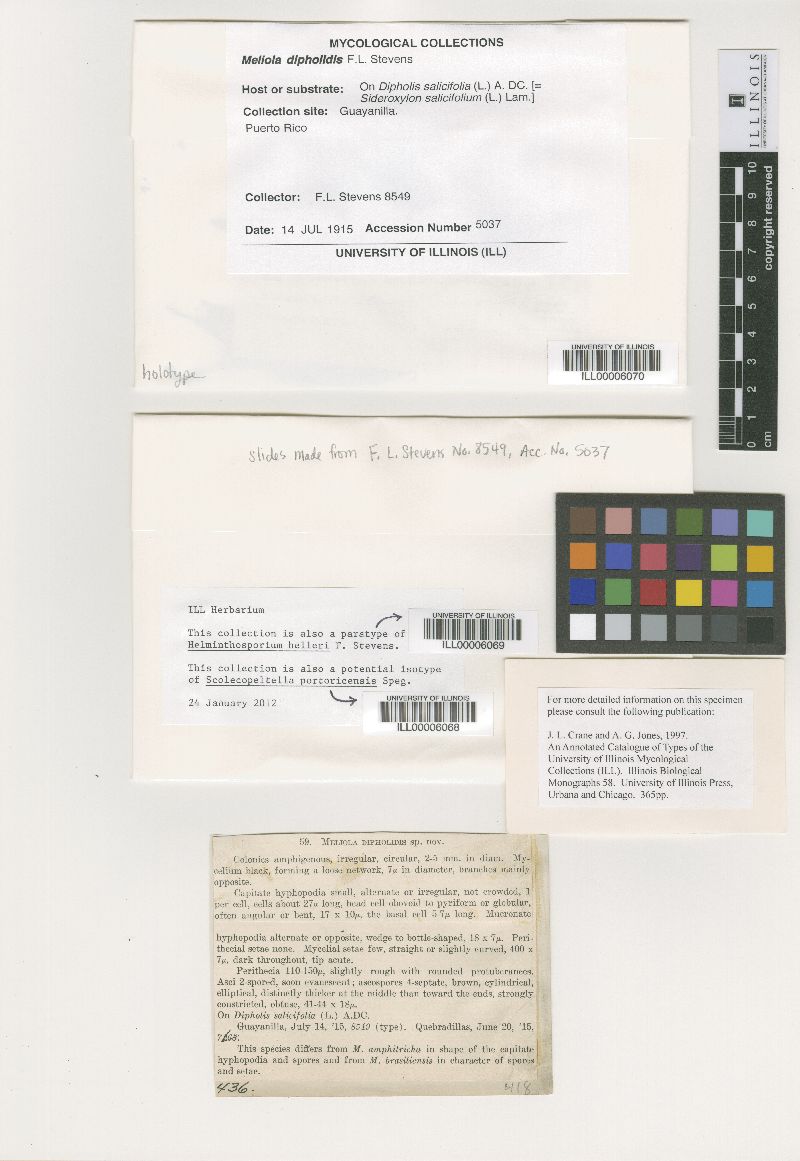 MYCOLOGICAL COLLECTIONS
Meliola dipholidis F.L. Stevens
Host or substrate: On Dipholis salicifolia (L.) A. DC. [=
Sideroxylon salicifolium (L.) Lam.]
Collection site: Guayanilla.
Puerto Rico
Collector: F.L. Stevens 8549
Date: 14 JUL 1915 Accession Number 5037
UNIVERSITY OF ILLINOIS (ILL)
UNIVERSITY OF ILLINOIS
ILL00006070
holotype
ILLINOIS
0 1 2 3 4 5 6 7 8 9 10
cm
copyright reserved
slides made from F. L. Stevens No. 8549, Acc. No. 5037
ILL Herbarium
This collection is also a paratype of
Helminthosporium helleri F. Stevens.
UNIVERSITY OF ILLINOIS
ILL00006069
This collection is also a potential isotype
of Scolecopeltella portoricensis Speg.
24 January 2012
UNIVERSITY OF ILLINOIS
ILL00006068
For more detailed information on this specimen
please consult the following publication:
J. L. Crane and A. G. Jones, 1997.
An Annotated Catalogue of Types of the
University of Illinois Mycological
Collections (ILL). Illinois Biological
Monographs 58. University of Illinois Press,
Urbana and Chicago. 365pp.
59. MELIOLA DIPHOLIDIS sp. nov.
Colonies amphigenous, irregular, circular, 2-5 mm. in diam. My-
celium black, forming a loose network, 7µ in diameter, branches mainly
opposite.
Capitate hyphopodia small, alternate or irregular, not crowded, 1
per cell, cells about 27µ long, head cell obovoid to pyriform or globular,
often angular or bent, 17 x 10µ, the basal cell 5-7µ long. Mucronate
hyphopodia alternate or opposite, wedge to bottle-shaped, 18 x 7µ. Peri-
thecial setae none. Mycelial setae few, straight or slightly curved, 400 x
7µ, dark throughout, tip acute.
Perithecia 110-150µ, slightly rough with rounded protuberances.
Asci 2-spored, soon evanescent; ascospores 4-septate, brown, cylindrical,
elliptical, distinctly thicker at the middle than toward the ends, strongly
constricted, obtuse, 41-44 x 18µ.
On Dipholis salicifolia (L.) A.DC.
Guayanilla, July 14, '15, 8549 (type). Quebradillas, June 20, '15,
This species differs from M. amphitricha in shape of the capitate
hyphopodia and spores and from M. brasiliensis in character of spores
and setae.
436.
418